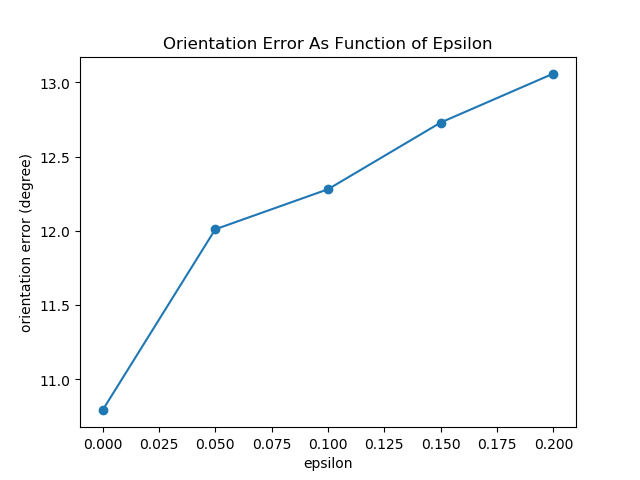 Orientation Error As Function of Epsilon
13.0
12.5
12.0
11.5
11.0
orientation error (degree)
0.000 0.025 0.050 0.075 0.100 0.125 0.150 0.175 0.200
epsilon